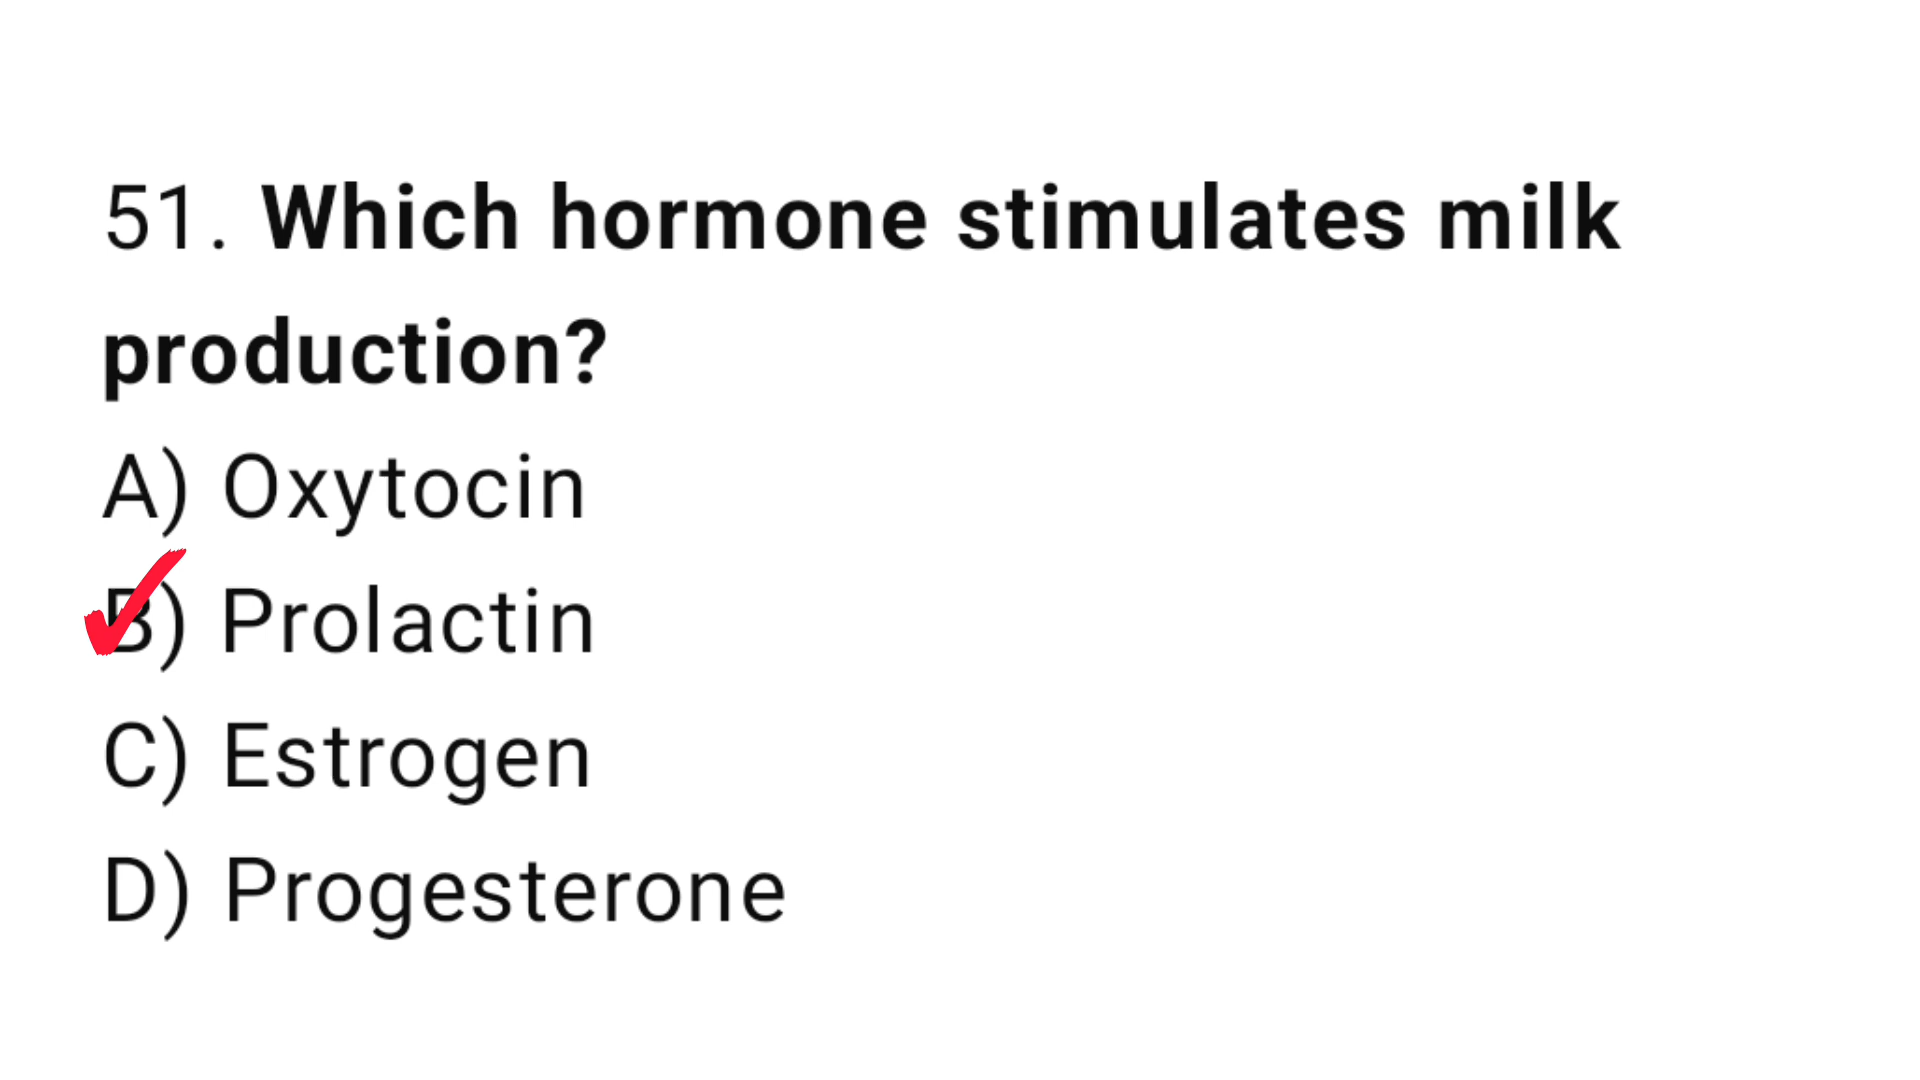 51. Which hormone stimulates milk
production?
A) Oxytocin
B) Prolactin
C) Estrogen
D) Progesterone